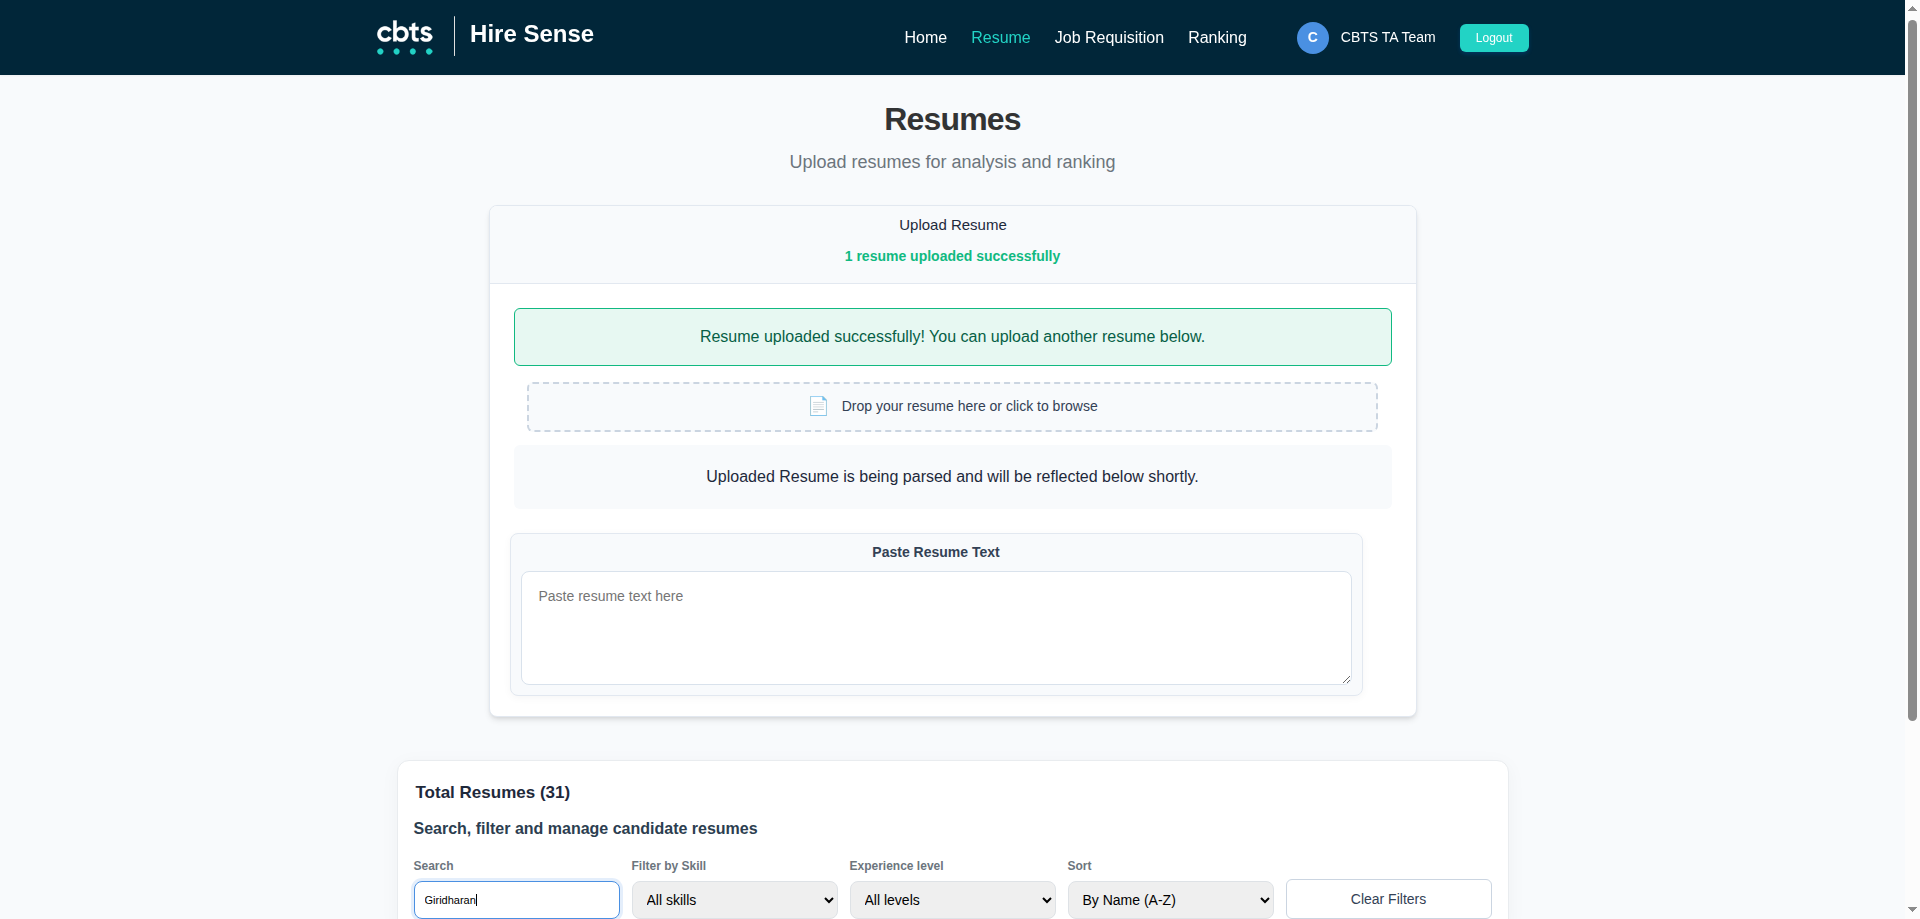 cbts
Hire Sense
Home Resume Job Requisition Ranking C CBTS TA Team Logout
Resumes
Upload resumes for analysis and ranking
Upload Resume
1 resume uploaded successfully
Resume uploaded successfully! You can upload another resume below.
Drop your resume here or click to browse
Uploaded Resume is being parsed and will be reflected below shortly.
Paste Resume Text
Paste resume text here
Total Resumes (31)
Search, filter and manage candidate resumes
Search Filter by Skill Experience level Sort
Giridharan All skills All levels By Name (A-Z) Clear Filters